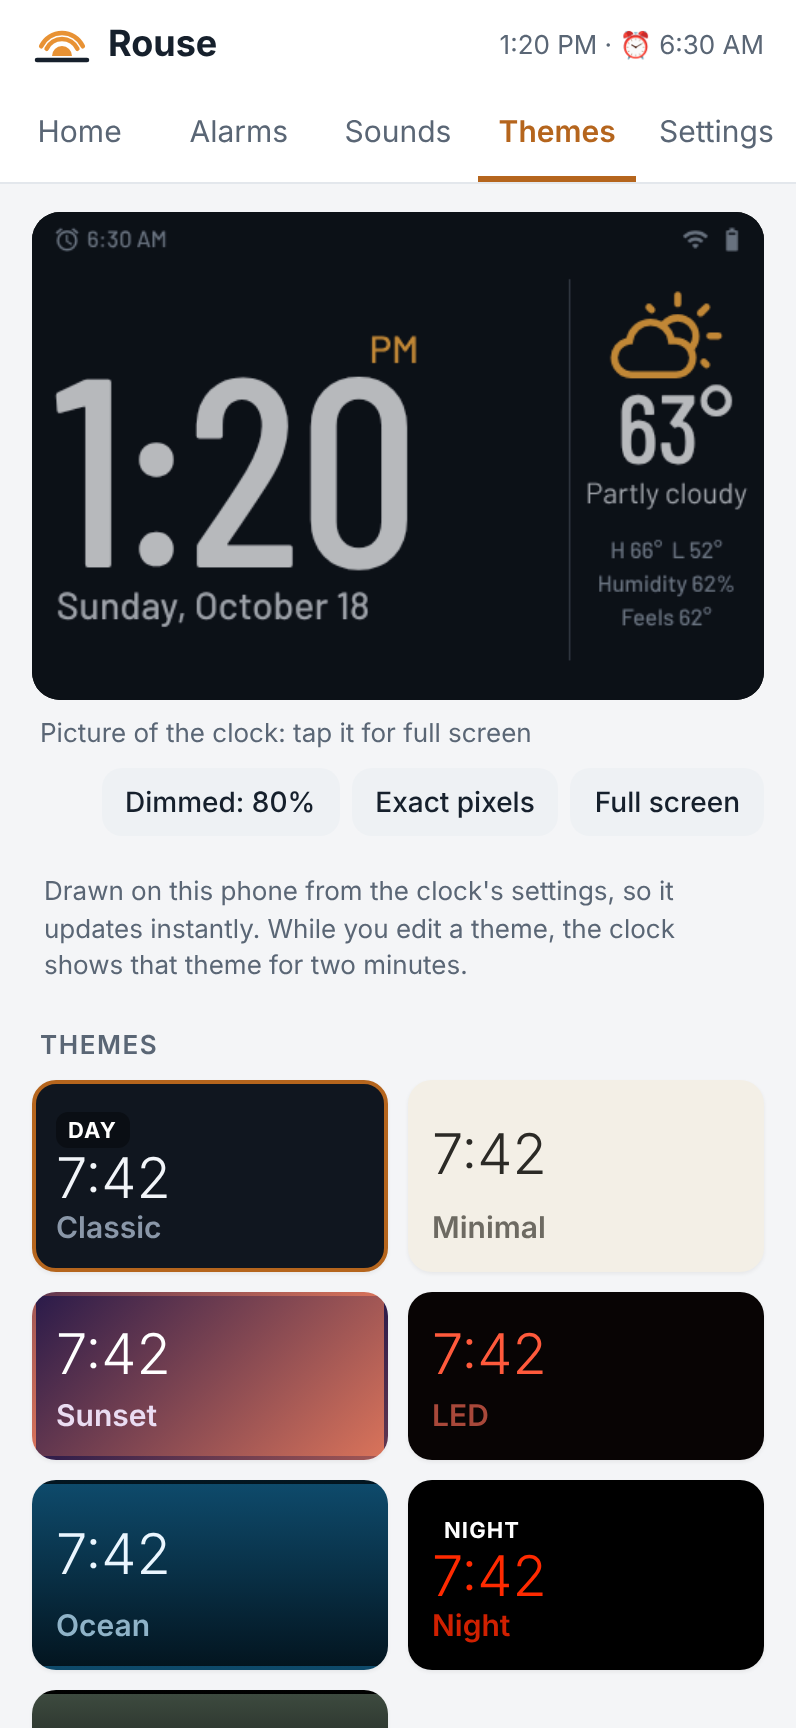 Rouse
1:20 PM · ⏰ 6:30 AM
Home Alarms Sounds Themes Settings
6:30 AM
PM
1:20
Sunday, October 18
63°
Partly cloudy
H 66° L 52°
Humidity 62%
Feels 62°
Picture of the clock: tap it for full screen
Dimmed: 80% Exact pixels Full screen
Drawn on this phone from the clock's settings, so it
updates instantly. While you edit a theme, the clock
shows that theme for two minutes.
THEMES
DAY
7:42
Classic
7:42
Minimal
7:42
Sunset
7:42
LED
7:42
Ocean
NIGHT
7:42
Night